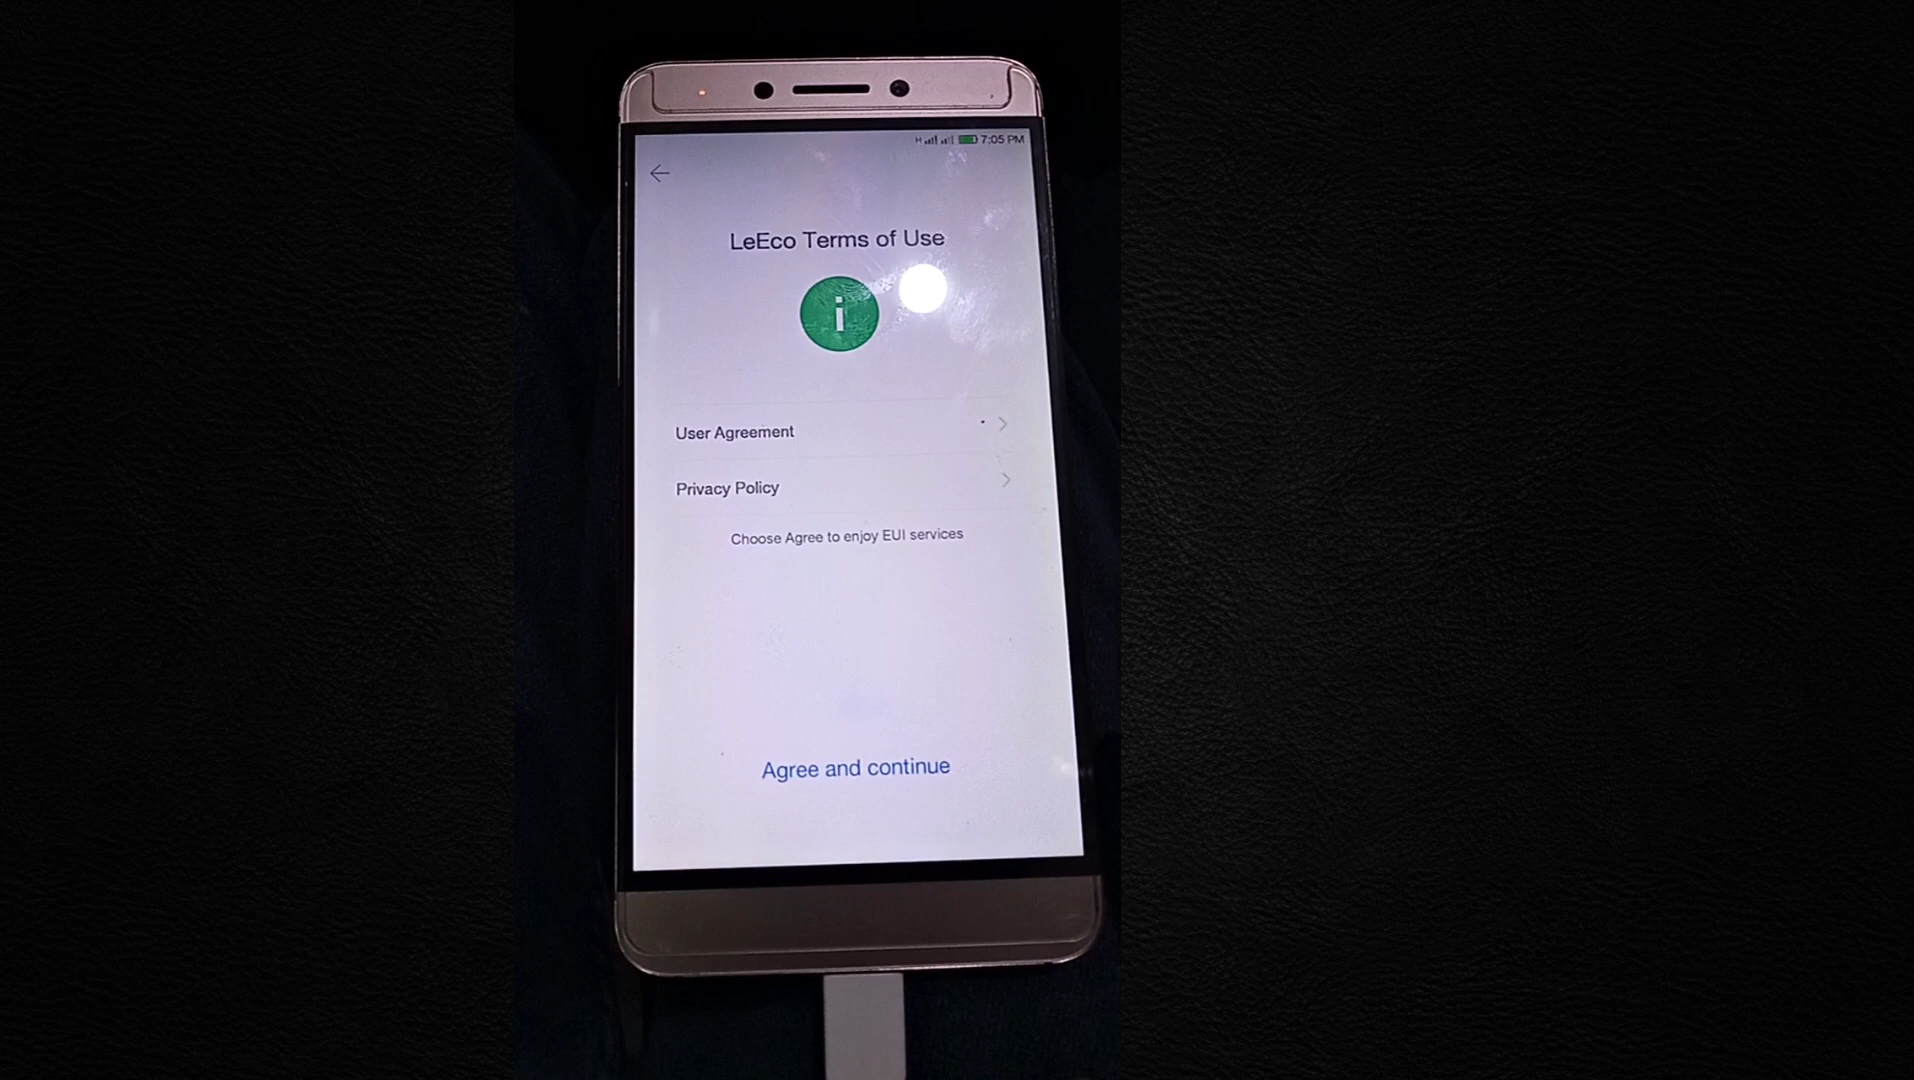 H 7:05 PM
LeEco Terms of Use
i
User Agreement
Privacy Policy
Choose Agree to enjoy EUI services
Agree and continue